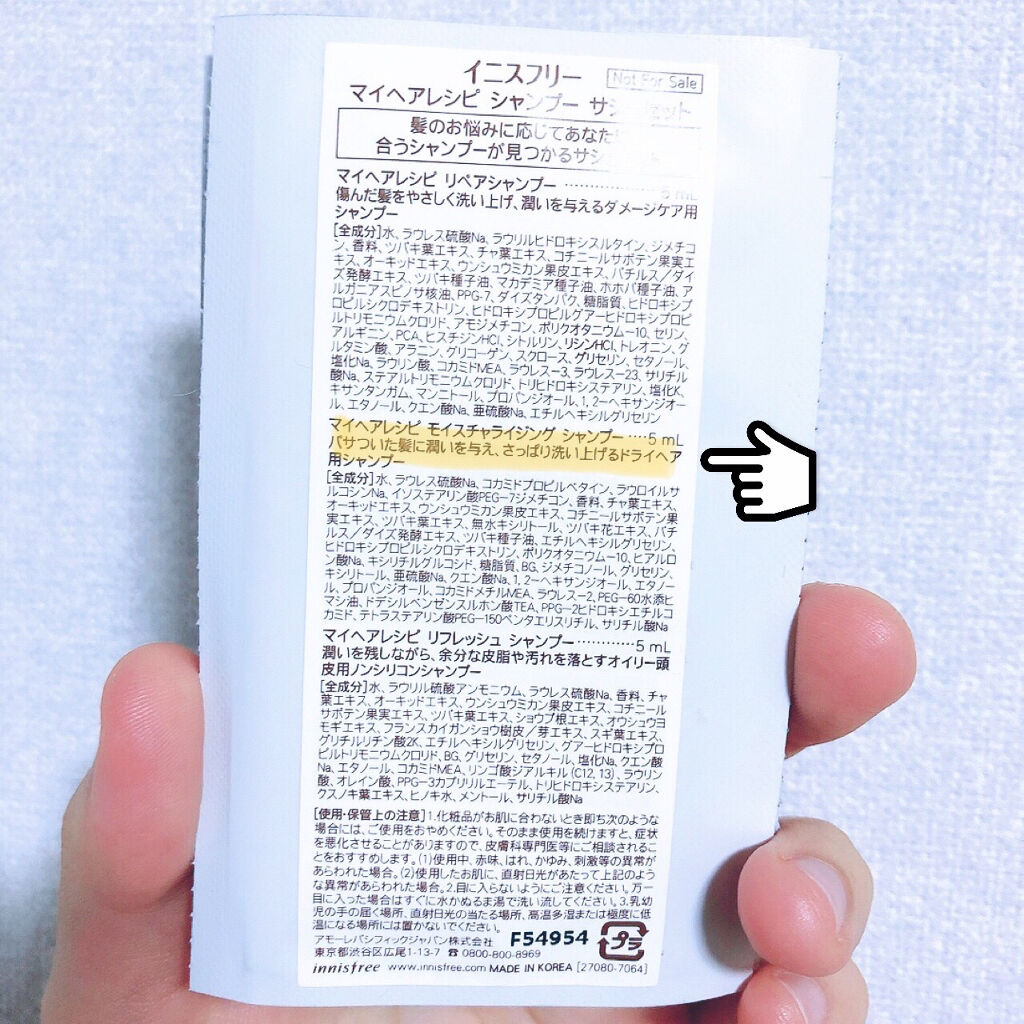 イニスフリー
Not For Sale
マイヘアレシピ シャンプー サシェット
髪のお悩みに応じてあなた
合うシャンプーが見つかるサシ
マイヘアレシピ リペアシャンプー ············ 5 mL
傷んだ髪をやさしく洗い上げ、潤いを与えるダメージケア用
シャンプー
[全成分]水、ラウレス硫酸Na、ラウリルヒドロキシスルタイン、ジメチコ
ン、香料、ツバキ葉エキス、チャ葉エキス、コチニールサボテン果実エ
キス、オーキッドエキス、ウンシュウミカン果皮エキス、バチルス/ダイ
ズ発酵エキス、ツバキ種子油、マカデミア種子油、ホホバ種子油、ア
ルガニアスピノサ核油、PPG-7、ダイズタンパク、糖脂質、ヒドロキシプ
ロピルシクロデキストリン、ヒドロキシプロピルグアーヒドロキシプロピ
ルトリモニウムクロリド、アモジメチコン、ポリクオタニウム-10、セリン、
アルギニン、PCA、ヒスチジンHCl、シトルリン、リシンHCl、トレオニン、グ
ルタミン酸、アラニン、グリコーゲン、スクロース、グリセリン、セタノール、
塩化Na、ラウリン酸、コカミドMEA、ラウレス-3、ラウレス-23、サリチル
酸Na、ステアルトリモニウムクロリド、トリヒドロキシステアリン、塩化K、
キサンタンガム、マンニトール、プロパンジオール、1, 2-ヘキサンジオー
ル、エタノール、クエン酸Na、亜硫酸Na、エチルヘキシルグリセリン
マイヘアレシピ モイスチャライジング シャンプー ···· 5 mL
パサついた髪に潤いを与え、さっぱり洗い上げるドライヘア
用シャンプー
[全成分]水、ラウレス硫酸Na、コカミドプロピルベタイン、ラウロイルサ
ルコシンNa、イソステアリン酸PEG-7ジメチコン、香料、チャ葉エキス、
オーキッドエキス、ウンシュウミカン果皮エキス、コチニールサボテン果
実エキス、ツバキ葉エキス、無水キシリトール、ツバキ花エキス、バチ
ルス/ダイズ発酵エキス、ツバキ種子油、エチルヘキシルグリセリン、
ヒドロキシプロピルシクロデキストリン、ポリクオタニウム-10、ヒアルロ
ン酸Na、キシリチルグルコシド、糖脂質、BG、ジメチコノール、グリセリン、
キシリトール、亜硫酸Na、クエン酸Na、1, 2-ヘキサンジオール、エタノー
ル、プロパンジオール、コカミドメチルMEA、ラウレス-2、PEG-60水添ヒ
マシ油、ドデシルベンゼンスルホン酸TEA、PPG-2ヒドロキシエチルコ
カミド、テトラステアリン酸PEG-150ペンタエリスリチル、サリチル酸Na
マイヘアレシピ リフレッシュ シャンプー ··········· 5 mL
潤いを残しながら、余分な皮脂や汚れを落とすオイリー頭
皮用ノンシリコンシャンプー
[全成分]水、ラウリル硫酸アンモニウム、ラウレス硫酸Na、香料、チャ
葉エキス、オーキッドエキス、ウンシュウミカン果皮エキス、コチニール
サボテン果実エキス、ツバキ葉エキス、ショウブ根エキス、オウシュウヨ
モギエキス、フランスカイガンショウ樹皮/芽エキス、スギ葉エキス、
グリチルリチン酸2K、エチルヘキシルグリセリン、グアーヒドロキシプロ
ピルトリモニウムクロリド、BG、グリセリン、セタノール、塩化Na、クエン酸
Na、エタノール、コカミドMEA、リンゴ酸ジアルキル (C12, 13)、ラウリン
酸、オレイン酸、PPG-3カプリリルエーテル、トリヒドロキシステアリン、
クスノキ葉エキス、ヒノキ水、メントール、サリチル酸Na
[使用・保管上の注意] 1.化粧品がお肌に合わないとき即ち次のような
場合には、ご使用をおやめください。そのまま使用を続けますと、症状
を悪化させることがありますので、皮膚科専門医等にご相談されるこ
とをおすすめします。(1)使用中、赤味、はれ、かゆみ、刺激等の異常が
あらわれた場合。(2)使用したお肌に、直射日光があたって上記のよう
な異常があらわれた場合。2.目に入らないようにご注意ください。万一
目に入った場合はすぐに水かぬるま湯で洗い流してください。3.乳幼
児の手の届く場所、直射日光の当たる場所、高温多湿または極度に低
温になる場所には置かないでください。
アモーレパシフィックジャパン株式会社 F54954 プラ
東京都渋谷区広尾1-13-7 ☎ 0800-800-8969
innisfree www.innisfree.com MADE IN KOREA [27080-7064]